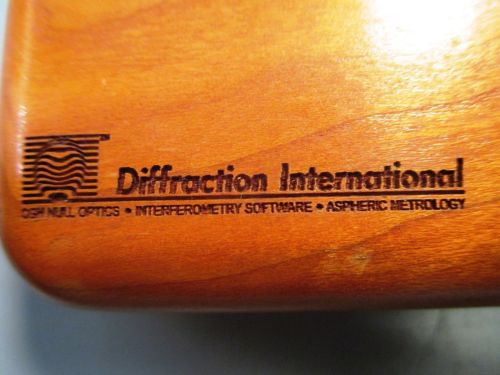 Diffraction International
CGH NULL OPTICS • INTERFEROMETRY SOFTWARE • ASPHERIC METROLOGY